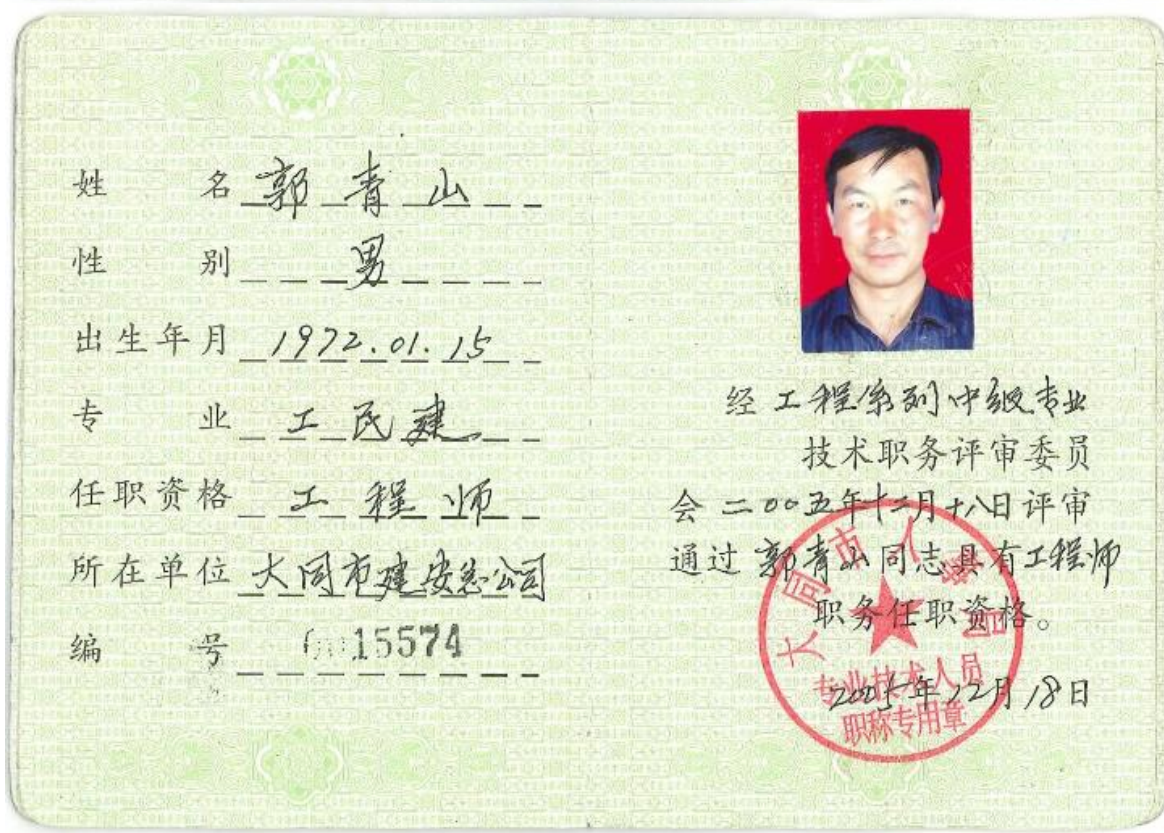 姓名 郭青山
性别 男
出生年月 1972.01.15
专业 工民建
任职资格 工程师
所在单位 大同市建安总公司
编号 15574
经工程系列中级专业
技术职务评审委员
会二00五年十二月十八日评审
通过郭青山同志具有工程师
职务任职资格。
2005年12月18日
大同市人事局
专业技术人员
职称专用章